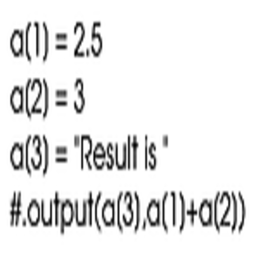 a(1) = 2.5
a(2) = 3
a(3) = "Result is "
#.output(a(3),a(1)+a(2))